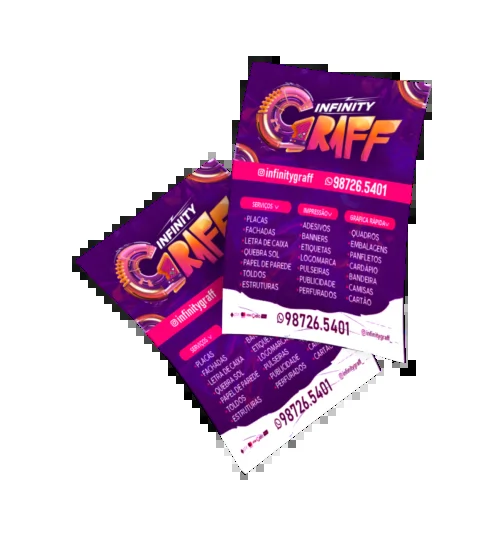 INFINITY
GRAFF
@infinitygraff 98726.5401
SERVIÇOS IMPRESSÃO GRÁFICA RÁPIDA
•PLACAS •ADESIVOS •QUADROS
•FACHADAS •BANNERS •EMBALAGENS
•LETRA DE CAIXA •ETIQUETAS •PANFLETOS
•QUEBRA SOL •LOGOMARCA •CARDÁPIO
•PAPEL DE PAREDE •PULSEIRAS •BANDEIRA
•TOLDOS •PUBLICIDADE •CAMISAS
•ESTRUTURAS •PERFURADOS •CARTÃO
98726.5401 @infinitygraff_
INFINITY
GRAFF
@infinitygraff
SERVIÇOS
•PLACAS
•FACHADAS
•LETRA DE CAIXA
•QUEBRA SOL •LOGOMARCA
•PAPEL DE PAREDE •PULSEIRAS
•TOLDOS •PUBLICIDADE
•ESTRUTURAS •PERFURADOS
98726.5401